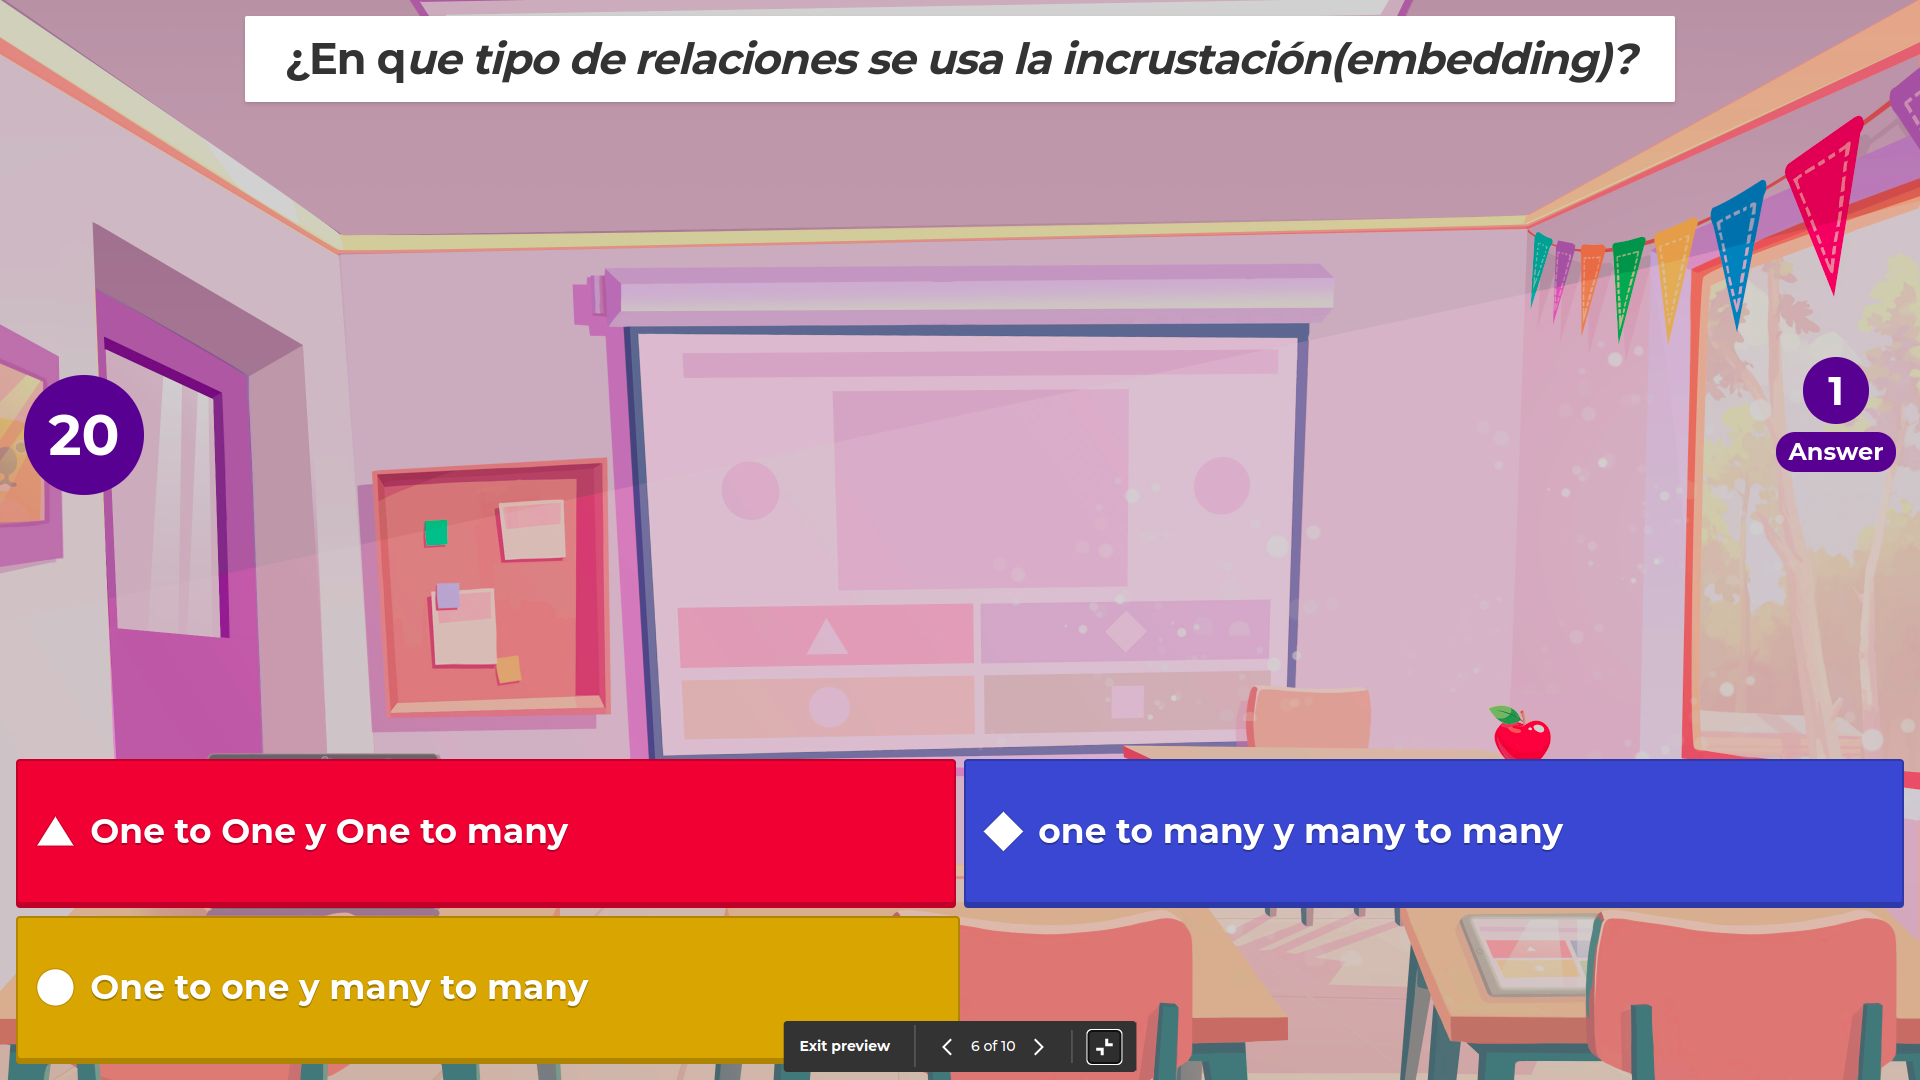 ¿En que tipo de relaciones se usa la incrustación(embedding)?
20
1
Answer
One to One y One to many
one to many y many to many
One to one y many to many
Exit preview
6 of 10